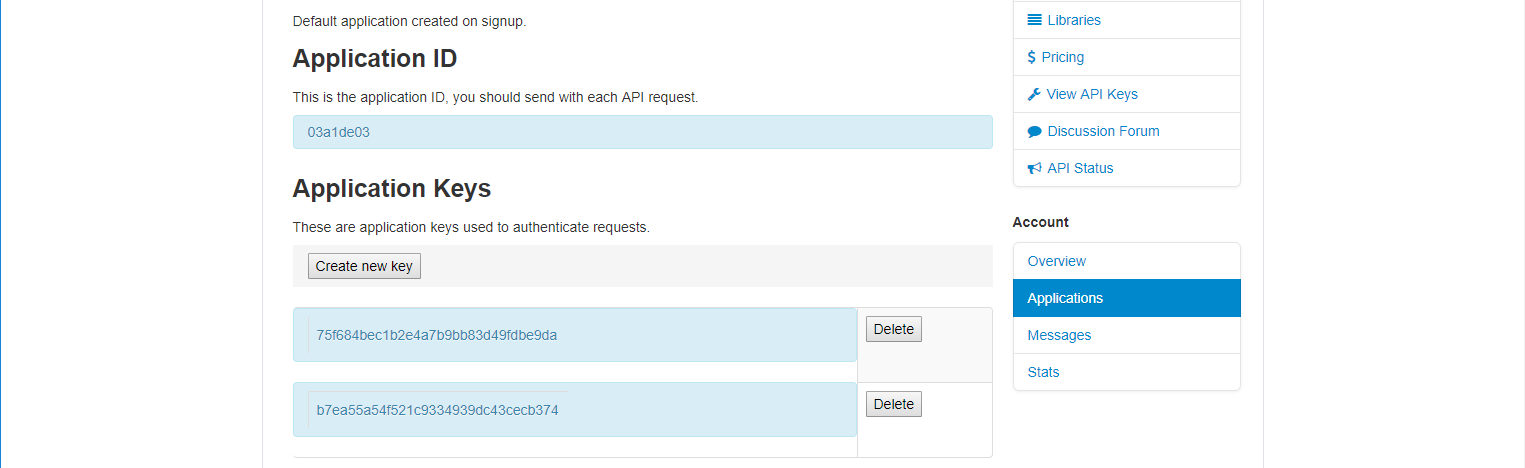 Default application created on signup.
Application ID
This is the application ID, you should send with each API request.
03a1de03
Application Keys
These are application keys used to authenticate requests.
Create new key
75f684bec1b2e4a7b9bb83d49fdbe9da
Delete
b7ea55a54f521c9334939dc43cecb374
Delete
Libraries
$ Pricing
View API Keys
Discussion Forum
API Status
Account
Overview
Applications
Messages
Stats